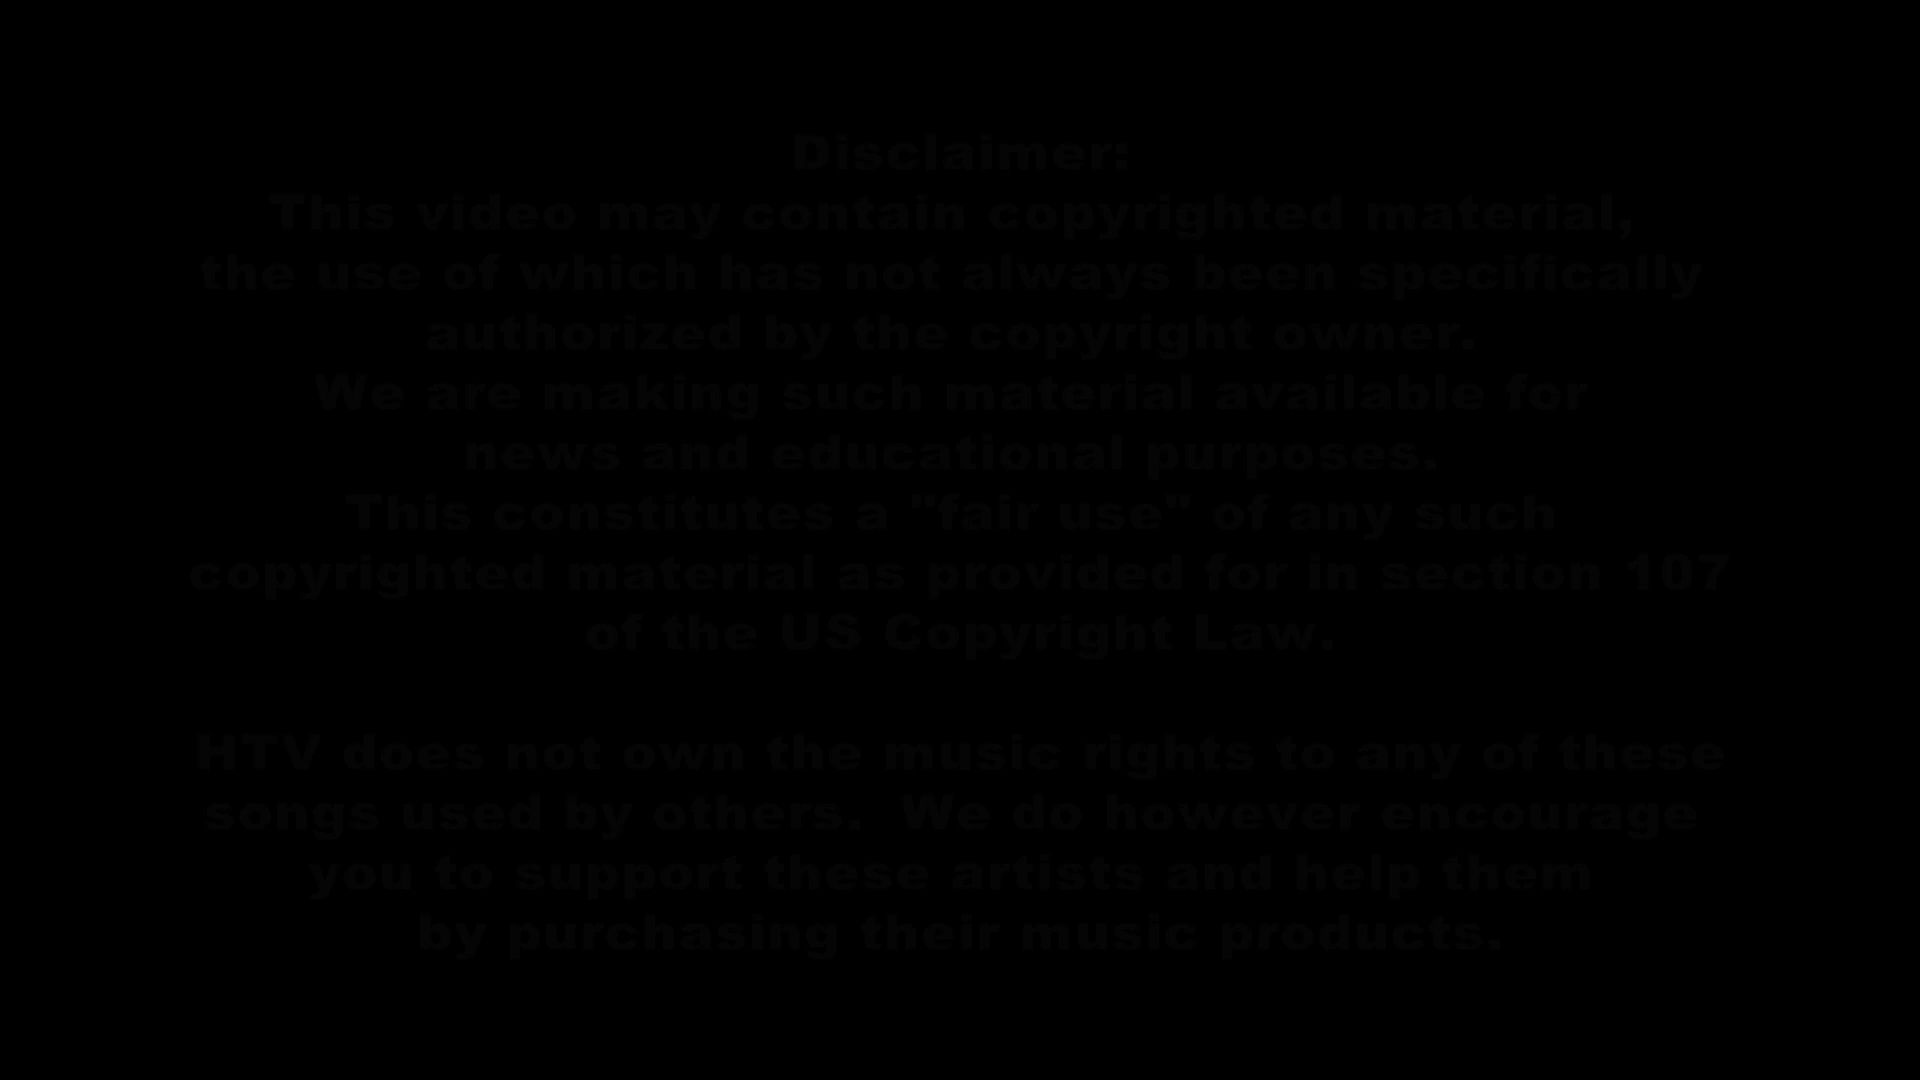 Disclaimer:
This video may contain copyrighted material,
the use of which has not always been specifically
authorized by the copyright owner.
We are making such material available for
news and educational purposes.
This constitutes a "fair use" of any such
copyrighted material as provided for in section 107
of the US Copyright Law.
HTV does not own the music rights to any of these
songs used by others.  We do however encourage
you to support these artists and help them
by purchasing their music products.